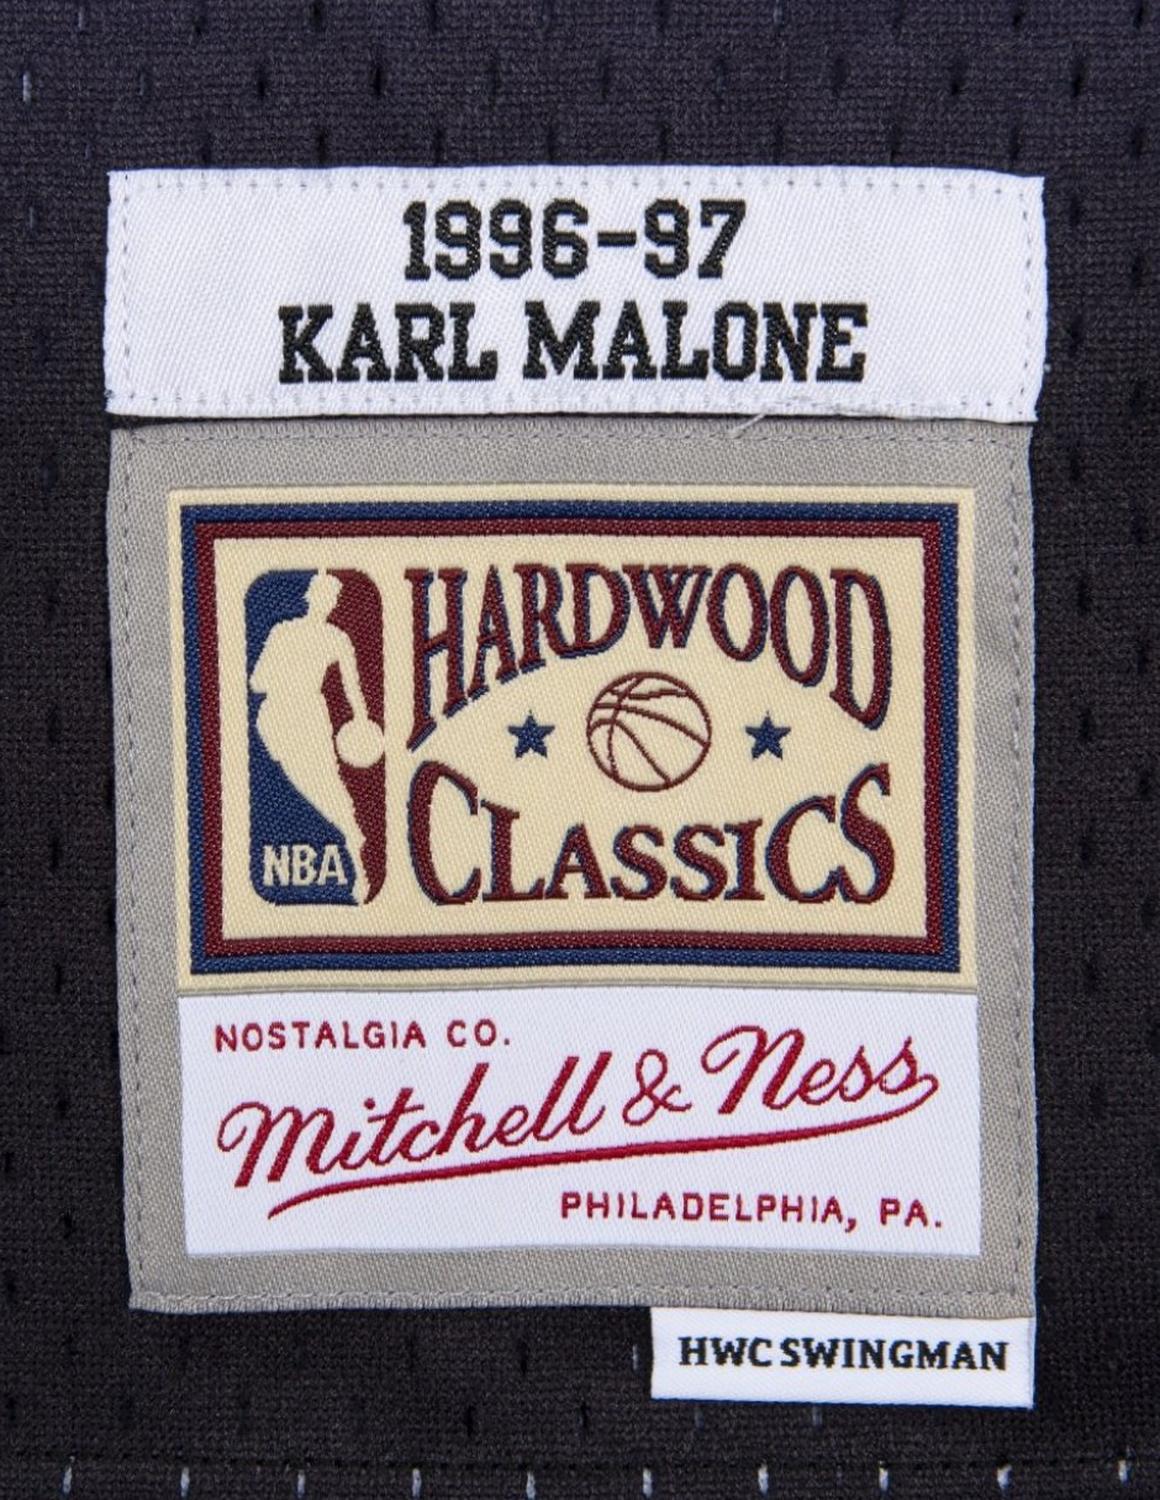 1996-97
KARL MALONE
HARDWOOD
CLASSICS
NBA
NOSTALGIA CO.
Mitchell & Ness
PHILADELPHIA, PA.
HWC SWINGMAN